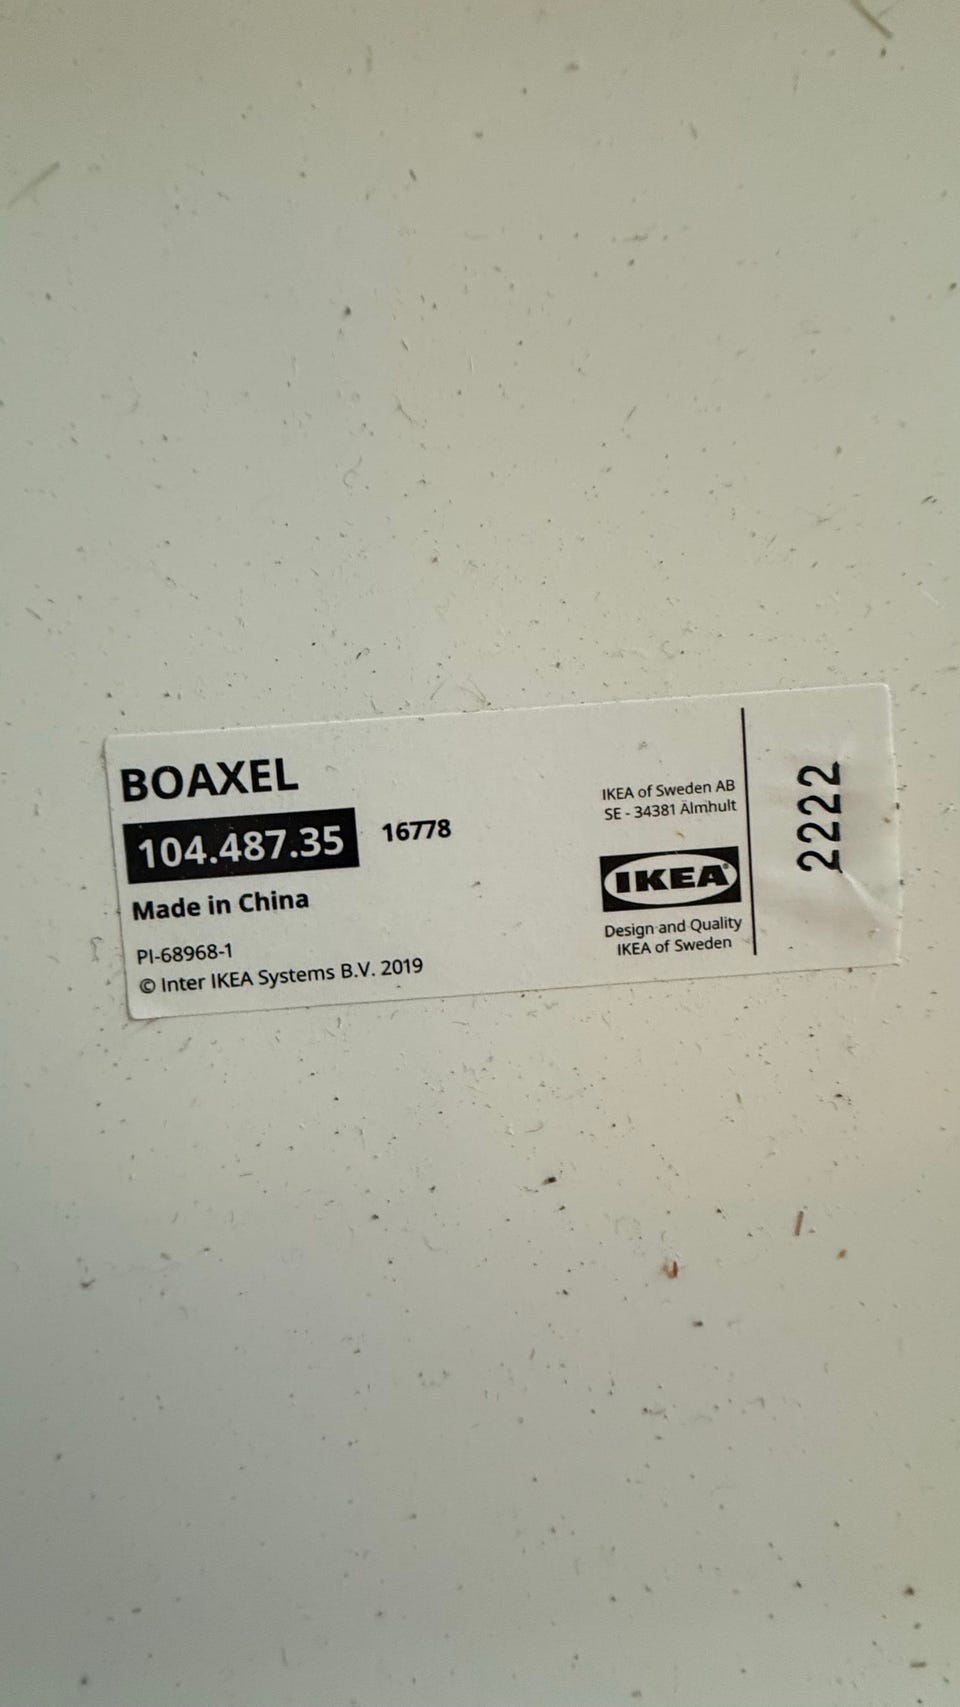 BOAXEL
104.487.35 16778
Made in China
PI-68968-1
© Inter IKEA Systems B.V. 2019
IKEA of Sweden AB
SE - 34381 Älmhult
IKEA®
Design and Quality
IKEA of Sweden
2222